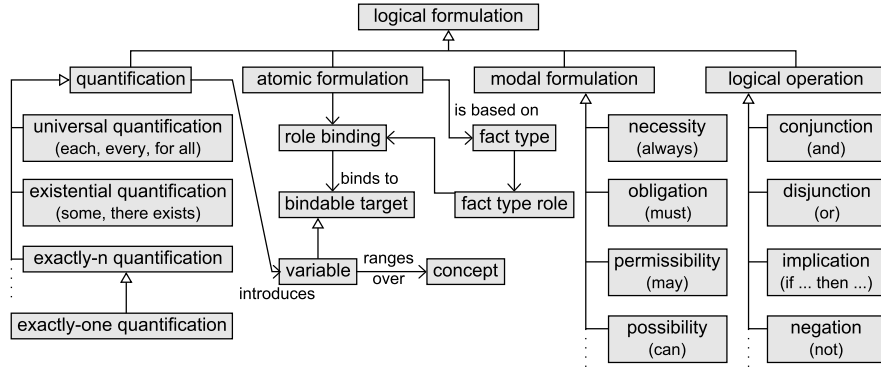 logical formulation
quantification
atomic formulation
modal formulation
logical operation
is based on
universal quantification
(each, every, for all)
role binding
fact type
necessity
(always)
conjunction
(and)
binds to
existential quantification
(some, there exists)
bindable target
fact type role
obligation
(must)
disjunction
(or)
exactly-n quantification
variable
ranges
over
concept
introduces
permissibility
(may)
implication
(if ... then ...)
exactly-one quantification
possibility
(can)
negation
(not)